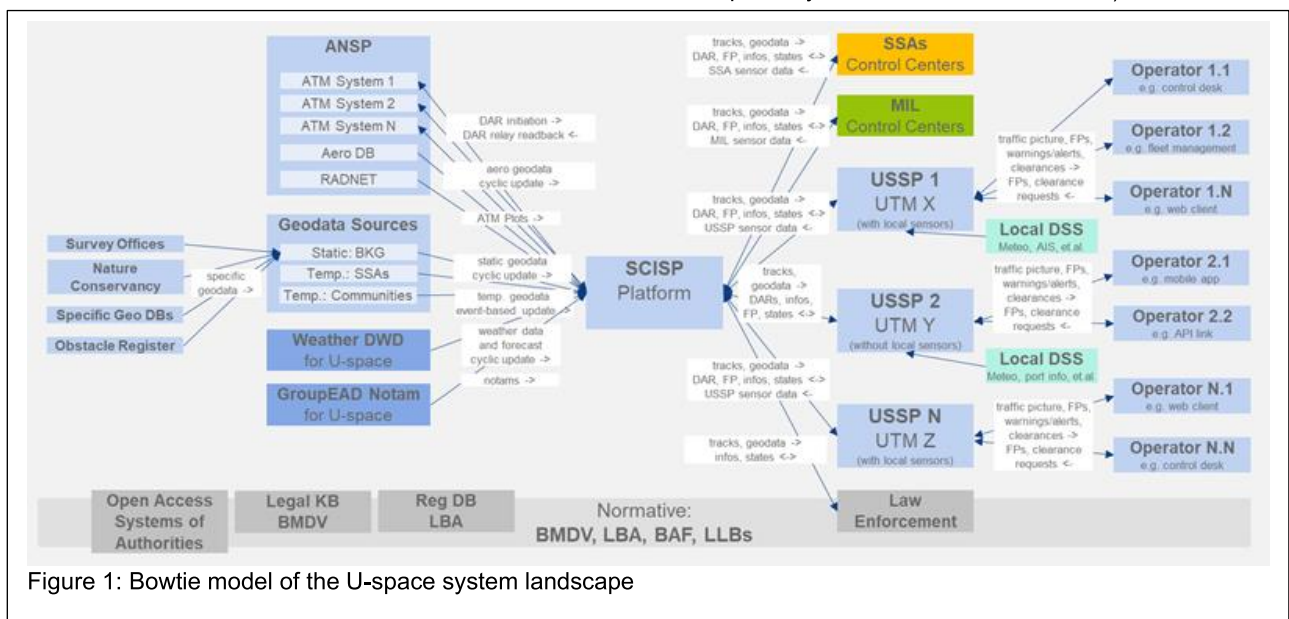 ANSP
ATM System 1
ATM System 2
ATM System N
Aero DB
RADNET
DAR initiation ->
DAR relay readback <-
aero geodata
cyclic update ->
ATM Plots ->
Geodata Sources
Static: BKG
Temp.: SSAs
Temp.: Communities
Survey Offices
Nature
Conservancy
Specific Geo DBs
Obstacle Register
specific
geodata ->
static geodata
cyclic update ->
temp. geodata
event-based update->
weather data
and forecast
cyclic update ->
notams ->
Weather DWD
for U-space
GroupEAD Notam
for U-space
SCISP
Platform
tracks, geodata ->
DAR, FP, infos, states <->
SSA sensor data <-
tracks, geodata ->
DAR, FP, infos, states <->
MIL sensor data <-
tracks, geodata ->
DAR, FP, infos, states <->
USSP sensor data <-
tracks,
geodata ->
DARs, infos,
FP, states <->
tracks, geodata ->
DAR, FP, infos, states <->
USSP sensor data <-
tracks, geodata ->
infos, states <->
SSAs
Control Centers
MIL
Control Centers
USSP 1
UTM X
(with local sensors)
Local DSS
Meteo, AIS, et.al
USSP 2
UTM Y
(without local sensors)
Local DSS
Meteo, port info, et.al
USSP N
UTM Z
(with local sensors)
Law
Enforcement
traffic picture, FPs,
warnings/alerts,
clearances ->
FPs, clearance
requests <-
traffic picture, FPs,
warnings/alerts,
clearances ->
FPs, clearance
requests <-
traffic picture, FPs,
warnings/alerts,
clearances ->
FPs, clearance
requests <-
Operator 1.1
e.g. control desk
Operator 1.2
e.g. fleet management
Operator 1.N
e.g. web client
Operator 2.1
e.g. mobile app
Operator 2.2
e.g. API link
Operator N.1
e.g. web client
Operator N.N
e.g. control desk
Open Access
Systems of
Authorities
Legal KB
BMDV
Reg DB
LBA
Normative:
BMDV, LBA, BAF, LLBs
Figure 1: Bowtie model of the U-space system landscape